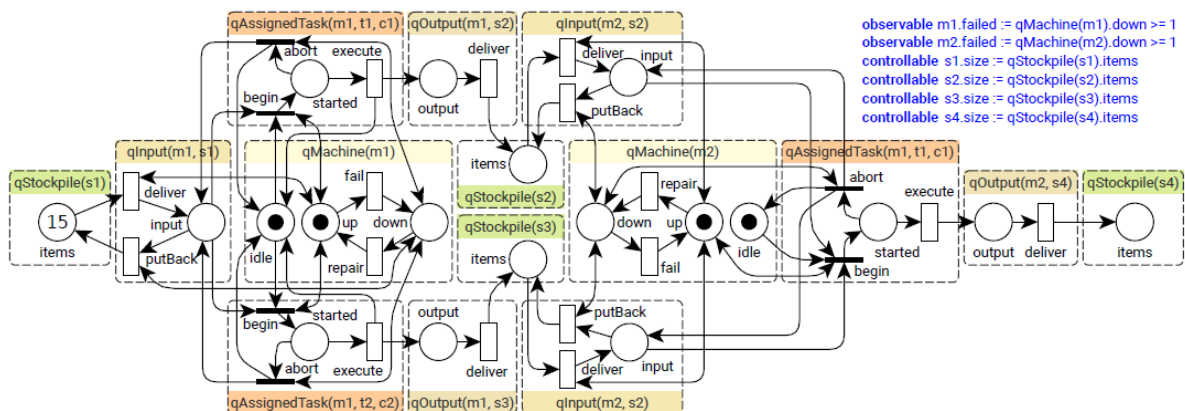 qAssignedTask(m1, t1, c1)
qOutput(m1, s2)
qInput(m2, s2)
observable m1.failed := qMachine(m1).down >= 1
observable m2.failed := qMachine(m2).down >= 1
controllable s1.size := qStockpile(s1).items
controllable s2.size := qStockpile(s2).items
controllable s3.size := qStockpile(s3).items
controllable s4.size := qStockpile(s4).items
abort
execute
deliver
deliver
input
begin
started
output
putBack
qInput(m1, s1)
qMachine(m1)
items
qMachine(m2)
qAssignedTask(m1, t1, c1)
qStockpile(s1)
deliver
fail
qStockpile(s2)
repair
abort
execute
qOutput(m2, s4)
qStockpile(s4)
15
input
up
down
qStockpile(s3)
down
up
items
putBack
idle
repair
items
fail
idle
begin
started
output
deliver
items
begin
started
output
putBack
abort
execute
deliver
deliver
input
qAssignedTask(m1, t2, c2)
qOutput(m1, s3)
qInput(m2, s2)